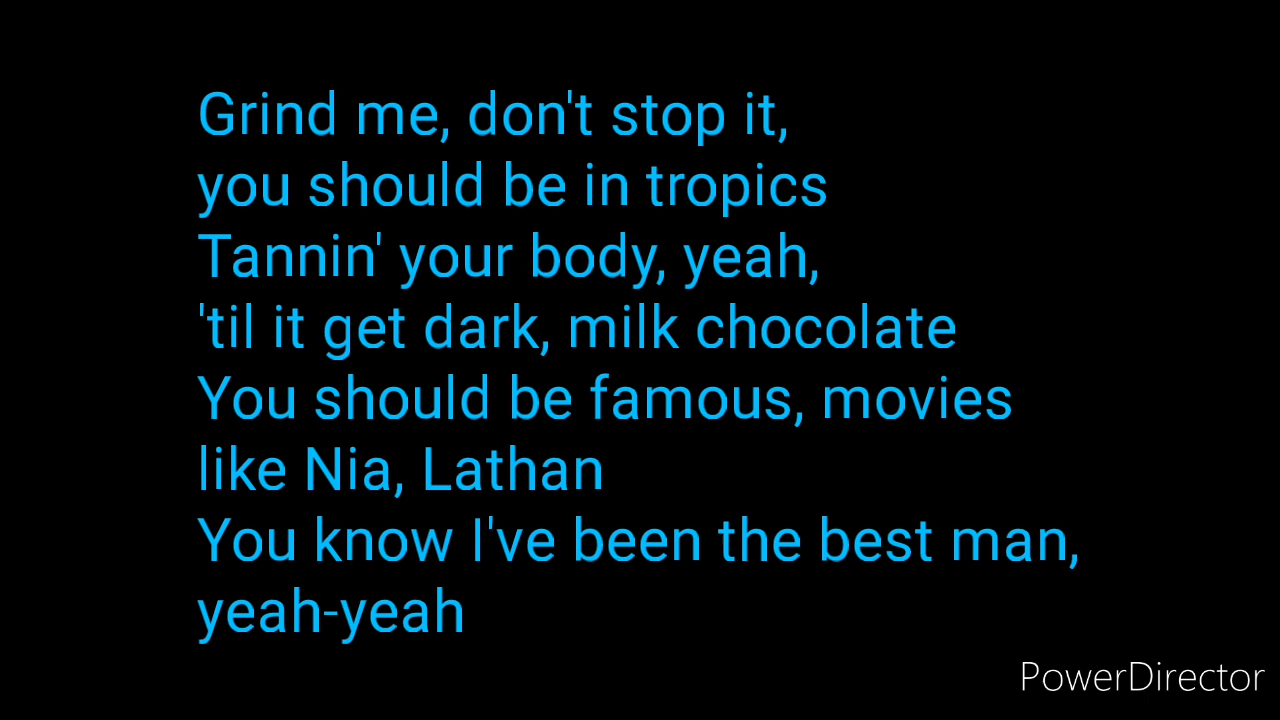 Grind me, don't stop it,
you should be in tropics
Tannin' your body, yeah,
'til it get dark, milk chocolate
You should be famous, movies
like Nia, Lathan
You know I've been the best man,
yeah-yeah
PowerDirector